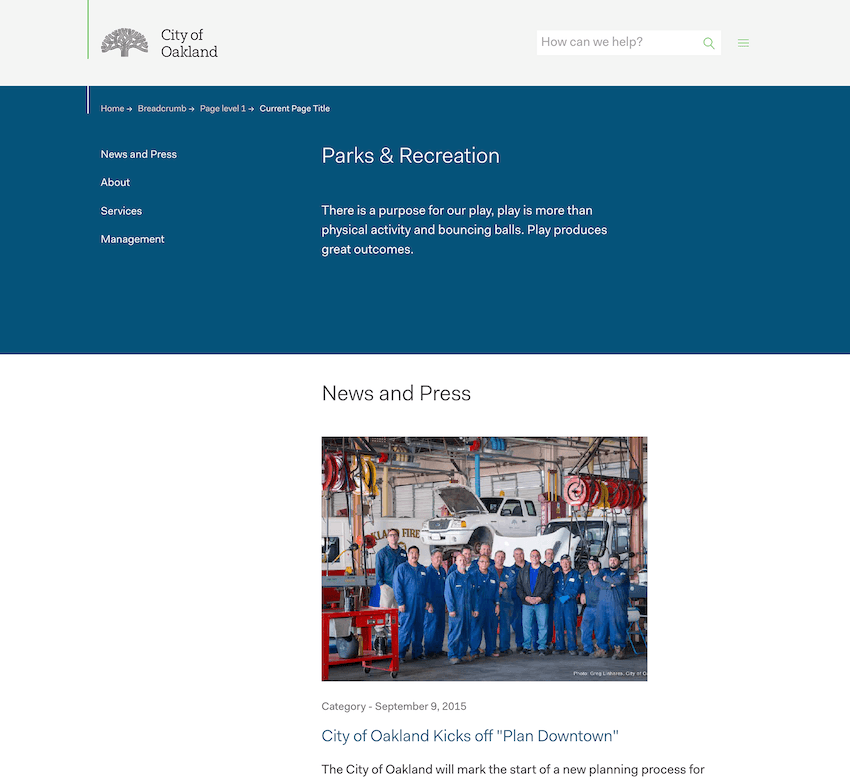 City of
Oakland
How can we help?
Home → Breadcrumb → Page level 1 → Current Page Title
News and Press
About
Services
Management
Parks & Recreation
There is a purpose for our play, play is more than
physical activity and bouncing balls. Play produces
great outcomes.
News and Press
FIRE
Photo: Greg Linhares, City of O
Category - September 9, 2015
City of Oakland Kicks off "Plan Downtown"
The City of Oakland will mark the start of a new planning process for